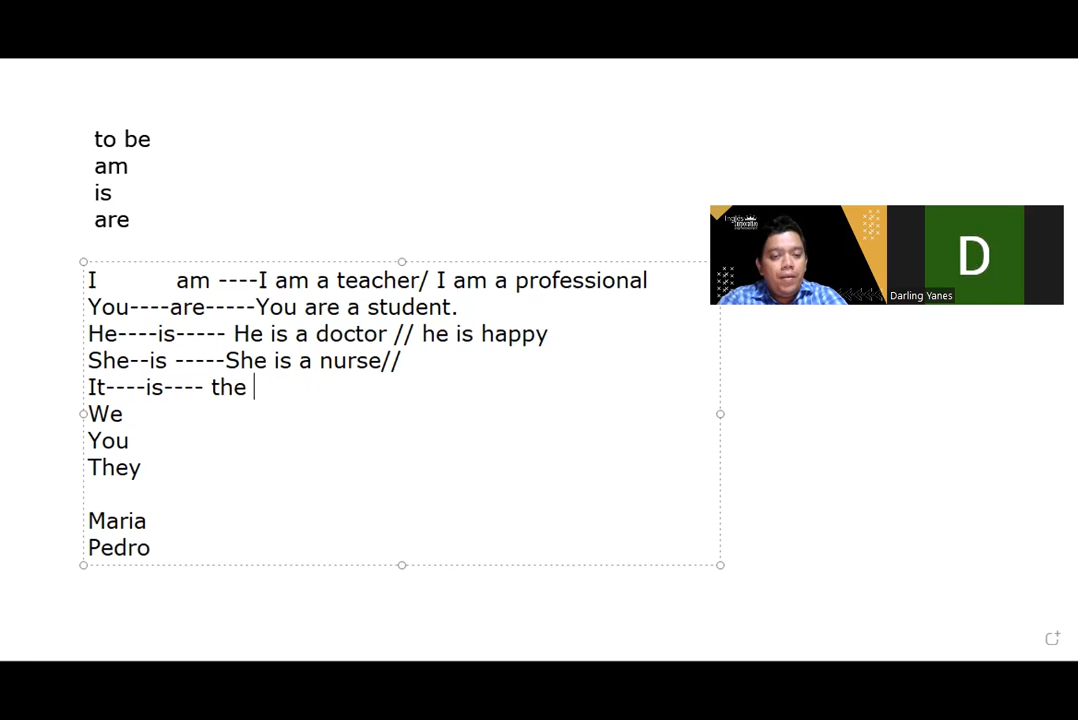 to be
am
is
are
I am ----I am a teacher/ I am a professional
You----are-----You are a student.
He----is----- He is a doctor // he is happy
She--is -----She is a nurse//
It----is---- the
We
You
They
Maria
Pedro
Inglés
D
Darling Yanes